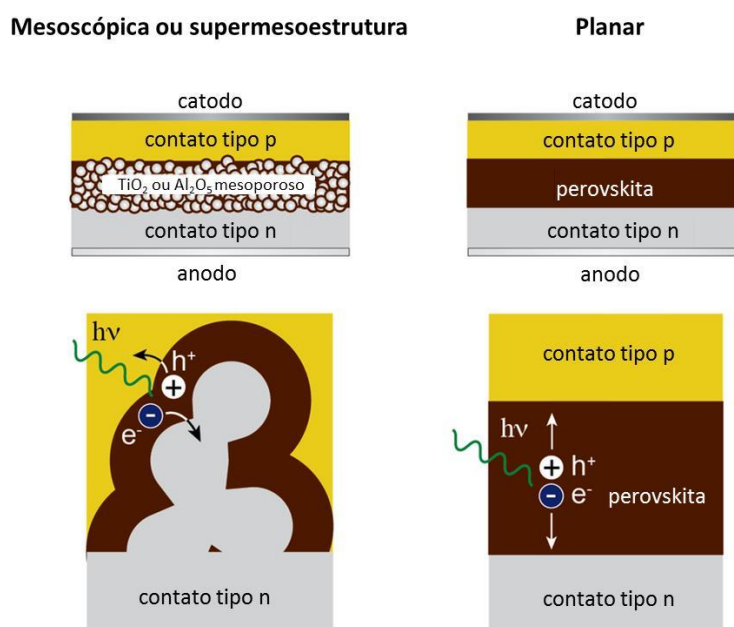 Mesoscópica ou supermesoestrutura
Planar
catodo
contato tipo p
TiO₂ ou Al₂O₅ mesoporoso
contato tipo n
anodo
catodo
contato tipo p
perovskita
contato tipo n
anodo
hν
h⁺
+
-
e⁻
contato tipo n
contato tipo p
hν
+
h⁺
-
e⁻
perovskita
contato tipo n